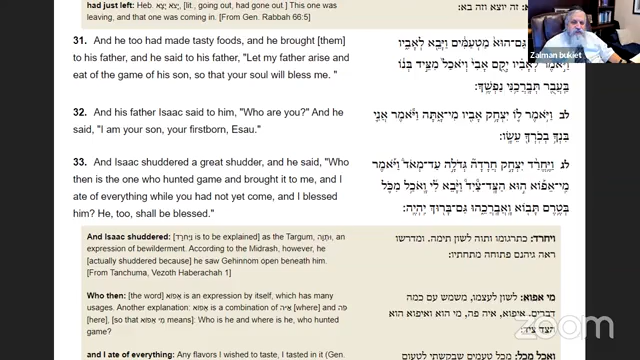 had just left: Heb. יָצֹא יָצָא, [lit., going out, had gone out] This one was
leaving, and that one was coming in. [From Gen. Rabbah 66:5]
זה יוצא וזה בא:
31. And he too had made tasty foods, and he brought [them]
to his father, and he said to his father, "Let my father arise and
eat of the game of his son, so that your soul will bless me. "
גַּם־הוּא֙ מַטְעַמִּ֔ים וַיָּבֵ֖א לְאָבִ֑יו
וַיֹּ֣אמֶר לְאָבִ֗יו יָקֻ֤ם אָבִי֙ וְיֹאכַל֙ מִצֵּ֣יד בְּנ֔וֹ
בַּֽעֲבֻ֖ר תְּבָֽרְכַ֥נִּי נַפְשֶֽׁךָ:
32. And his father Isaac said to him, "Who are you?" And he
said, "I am your son, your firstborn, Esau."
לב וַיֹּ֥אמֶר ל֛וֹ יִצְחָ֥ק אָבִ֖יו מִי־אָ֑תָּה וַיֹּ֕אמֶר אֲנִ֛י
בִּנְךָ֥ בְכֹֽרְךָ֖ עֵשָֽׂו:
33. And Isaac shuddered a great shudder, and he said, "Who
then is the one who hunted game and brought it to me, and I
ate of everything while you had not yet come, and I blessed
him? He, too, shall be blessed."
לג וַיֶּֽחֱרַ֨ד יִצְחָ֣ק חֲרָדָה֘ גְּדֹלָ֣ה עַד־מְאֹד֒ וַיֹּ֡אמֶר
מִֽי־אֵפ֡וֹא ה֣וּא הַצָּֽד־צַ֩יִד֩ וַיָּ֨בֵא לִ֜י וָֽאֹכַ֥ל מִכֹּ֛ל
בְּטֶ֥רֶם תָּב֖וֹא וָאֲבָֽרְכֵ֑הוּ גַּם־בָּר֖וּךְ יִֽהְיֶֽה:
And Isaac shuddered: [וַיֶּחֱרַד is to be explained] as the Targum, וּתְוַהּ, an
expression of bewilderment. According to the Midrash, however, he
[actually shuddered because] he saw Gehinnom open beneath him.
[From Tanchuma, Vezoth Haberachah 1]
ויחרד: כתרגומו ותוה לשון תימה. ומדרשו
ראה גיהנם פתוחה מתחתיו:
Who then: [the word] אֵפוֹא is an expression by itself, which has many
usages. Another explanation: אֵפוֹא is a combination of אַיֵּה [where] and פֹּה
[here], [so that אֵפוֹא means]: Who is he and where is he, who hunted
game?
מי אפוא: לשון לעצמו, משמש עם כמה
דברים. איפוא, איה פה, מי הוא ואיפוא הוא
הצד ציד:
and I ate of everything: Any flavors I wished to taste, I tasted in it (Gen.
ואכל מכל: מכל טעמים שבקשתי לטעום
Zalman bukiet
zoom